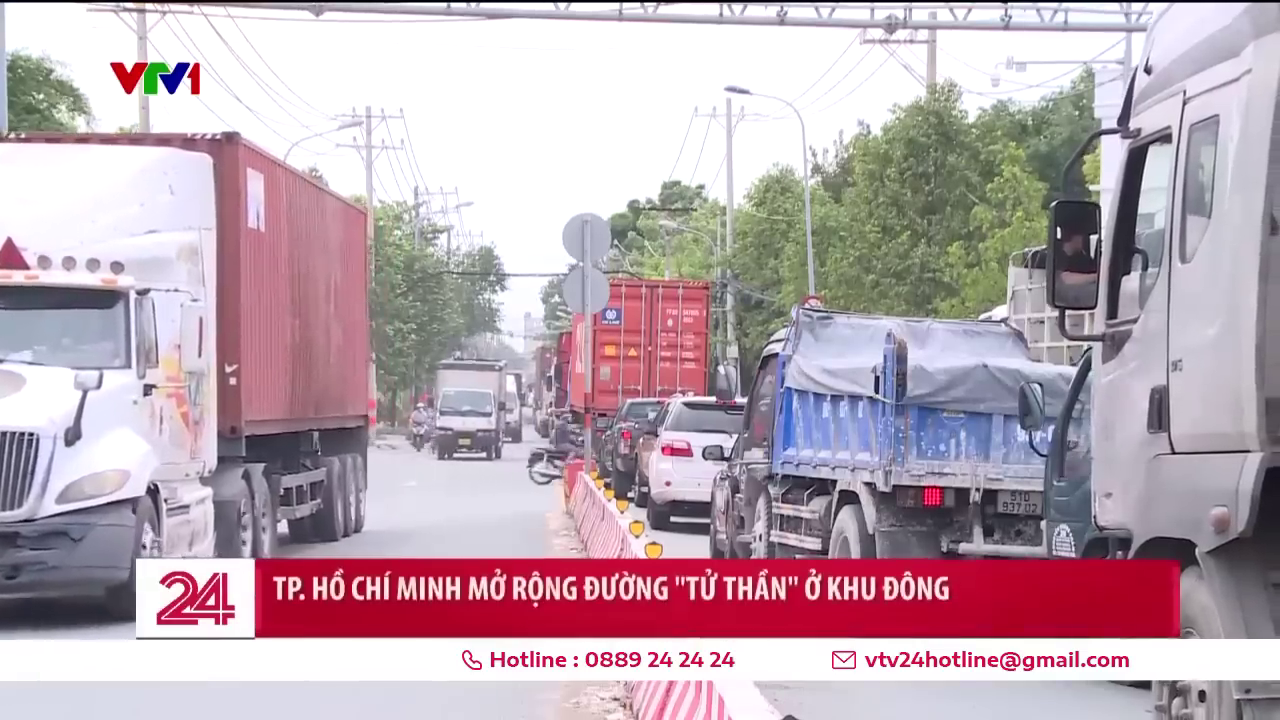 VTV1
51D
937.02
24
TP. HỒ CHÍ MINH MỞ RỘNG ĐƯỜNG "TỬ THẦN" Ở KHU ĐÔNG
Hotline : 0889 24 24 24
vtv24hotline@gmail.com